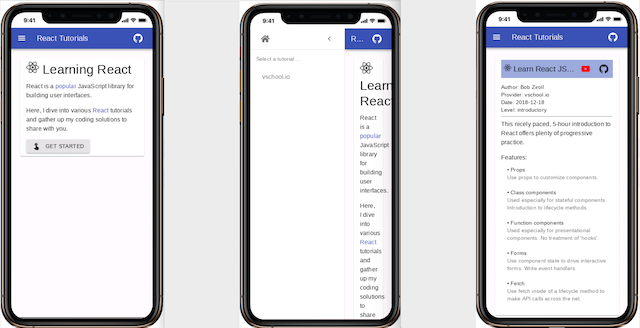 9:41
React Tutorials
Learning React
React is a popular JavaScript library for
building user interfaces.
Here, I dive into various React tutorials
and gather up my coding solutions to
share with you.
GET STARTED
9:41
R...
Select a tutorial ...
vschool.io
Learn
Reac
React
is a
popular
JavaScript
library
for
building
user
interfaces.
Here,
I dive
into
various
React
tutorials
and
gather
up my
coding
solutions
to
share
9:41
React Tutorials
Learn React JS...
Author: Bob Ziroll
Provider: vschool.io
Date: 2018-12-18
Level: introductory
This nicely paced, 5-hour introduction to
React offers plenty of progressive
practice.
Features:
• Props
Use props to customize components.
• Class components
Used especially for stateful components.
Introduction to lifecycle methods.
• Function components
Used especially for presentational
components. No treatment of 'hooks'.
• Forms
Use component state to drive interactive
forms. Write event handlers.
• Fetch
Use fetch inside of a lifecycle method to
make API calls across the net.